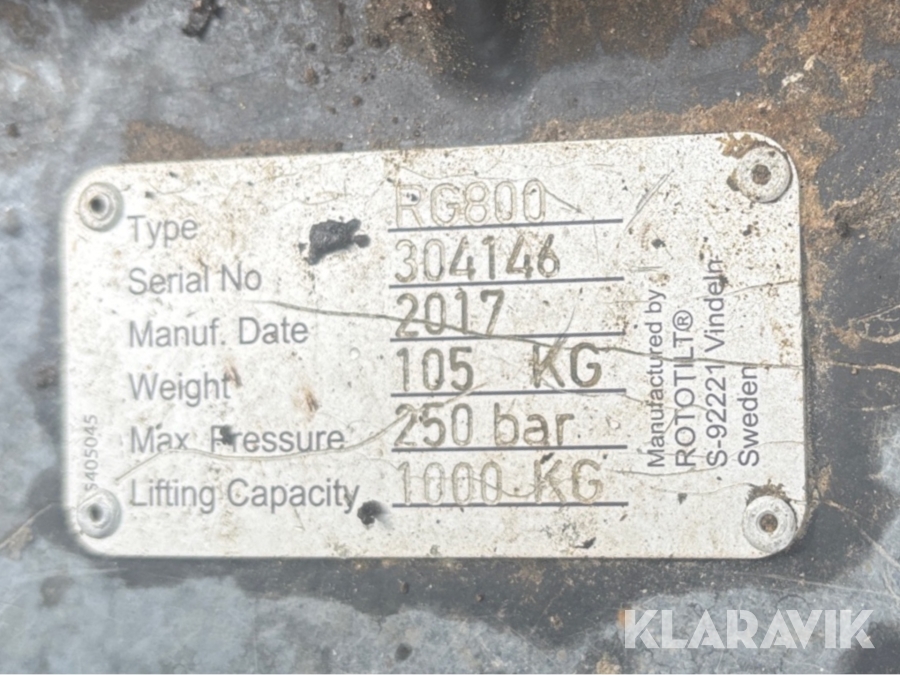 Type RG800
Serial No 304146
Manuf. Date 2017
Weight 105 KG
Max. Pressure 250 bar
Lifting Capacity 1000 KG
Manufactured by
ROTOTILT®
S-92221 Vindeln
Sweden
5405045
KLARAVIK